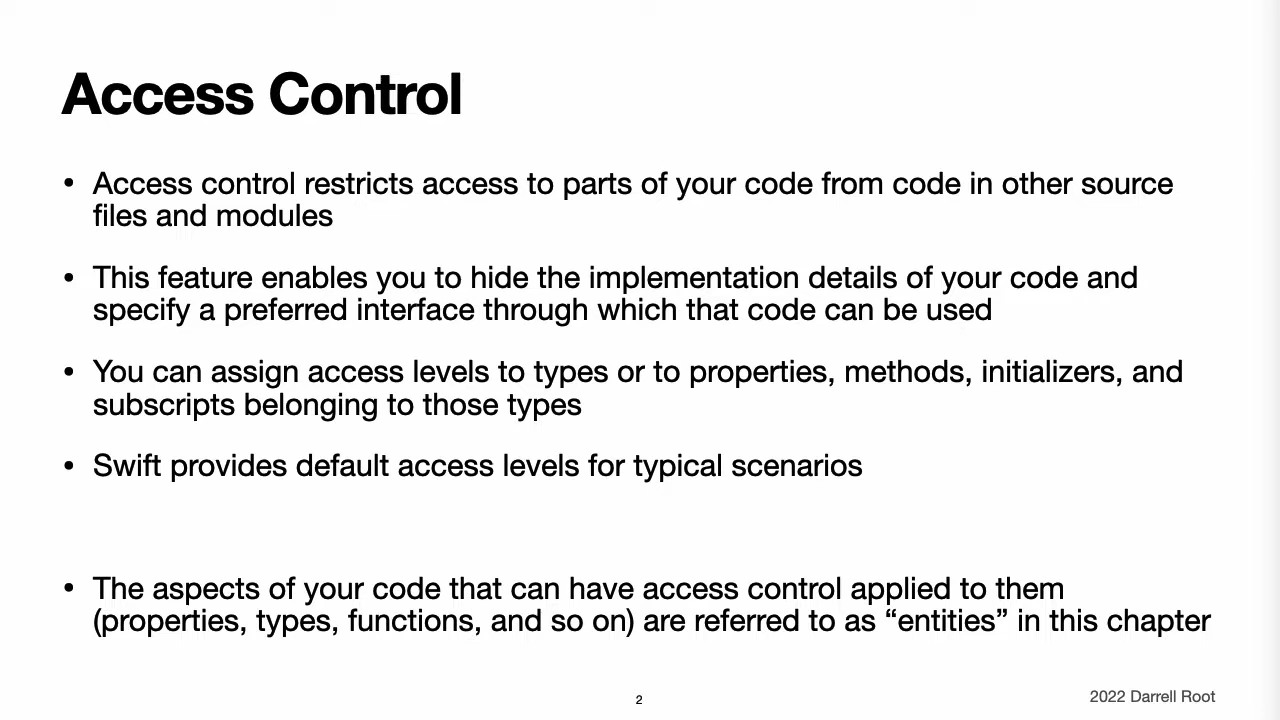 Access Control
• Access control restricts access to parts of your code from code in other source
files and modules
• This feature enables you to hide the implementation details of your code and
specify a preferred interface through which that code can be used
• You can assign access levels to types or to properties, methods, initializers, and
subscripts belonging to those types
• Swift provides default access levels for typical scenarios
• The aspects of your code that can have access control applied to them
(properties, types, functions, and so on) are referred to as “entities” in this chapter
2
2022 Darrell Root